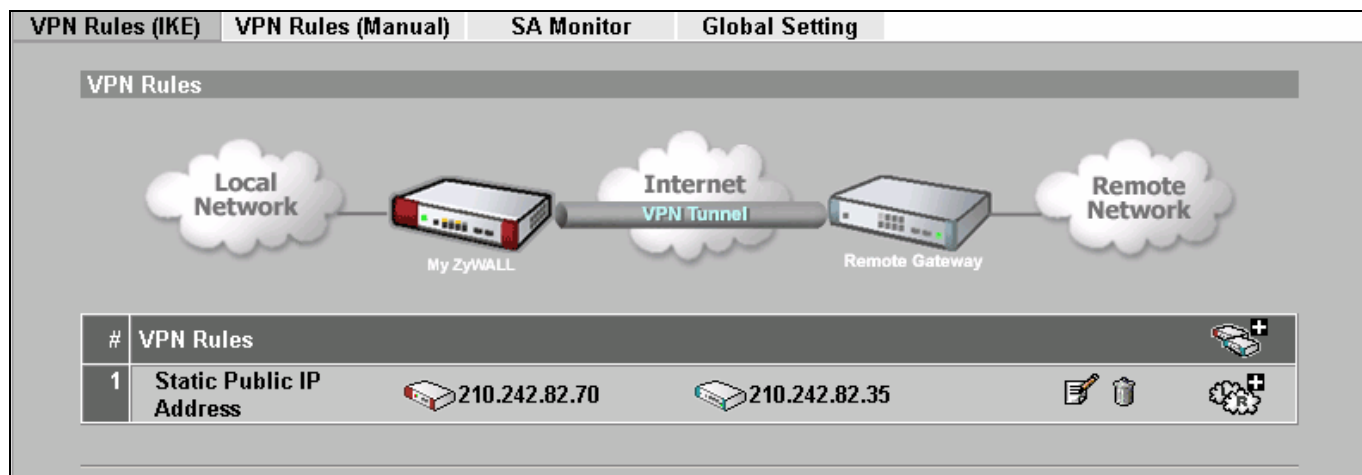 VPN Rules (IKE) VPN Rules (Manual) SA Monitor Global Setting
VPN Rules
Local
Network
Internet
VPN Tunnel
Remote
Network
My ZyWALL
Remote Gateway
# VPN Rules
1 Static Public IP Address 210.242.82.70 210.242.82.35
R